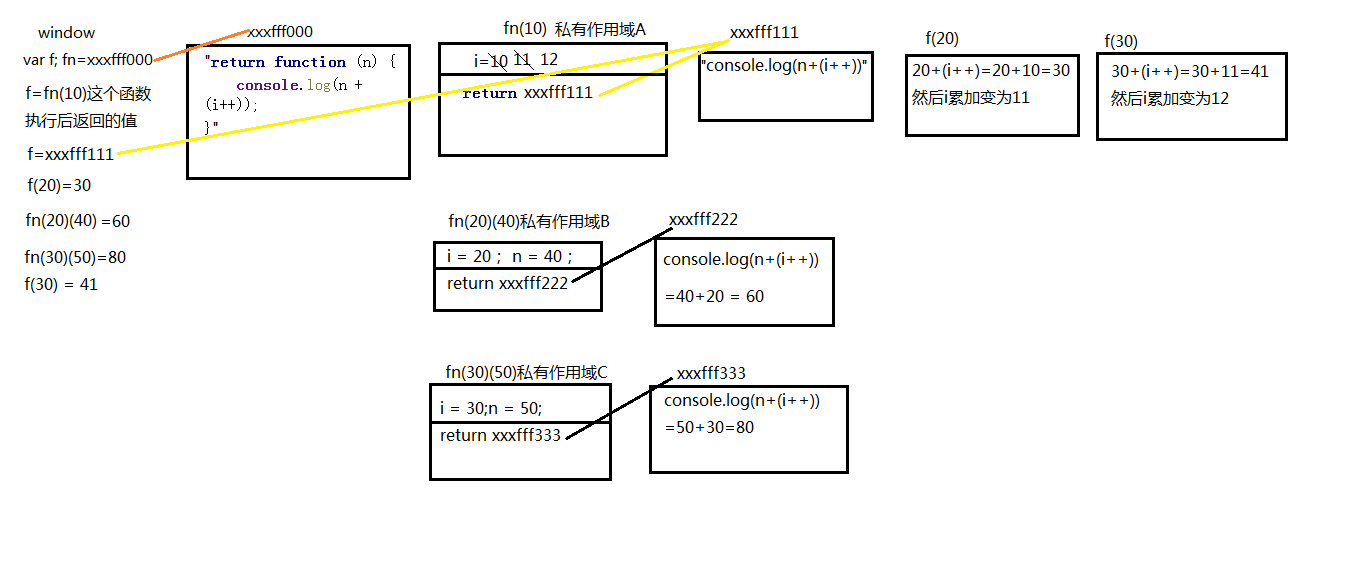 window
var f; fn=xxxfff000
f=fn(10)这个函数
执行后返回的值
f=xxxfff111
f(20)=30
fn(20)(40) =60
fn(30)(50)=80
f(30) = 41
xxxfff000
"return function (n) {
console.log(n +
(i++));
}"
fn(10) 私有作用域A
i=10 11 12
return xxxfff111
xxxfff111
"console.log(n+(i++))"
f(20)
20+(i++)=20+10=30
然后i累加变为11
f(30)
30+(i++)=30+11=41
然后i累加变为12
fn(20)(40)私有作用域B
i = 20 ; n = 40 ;
return xxxfff222
xxxfff222
console.log(n+(i++))
=40+20 = 60
fn(30)(50)私有作用域C
i = 30;n = 50;
return xxxfff333
xxxfff333
console.log(n+(i++))
=50+30=80